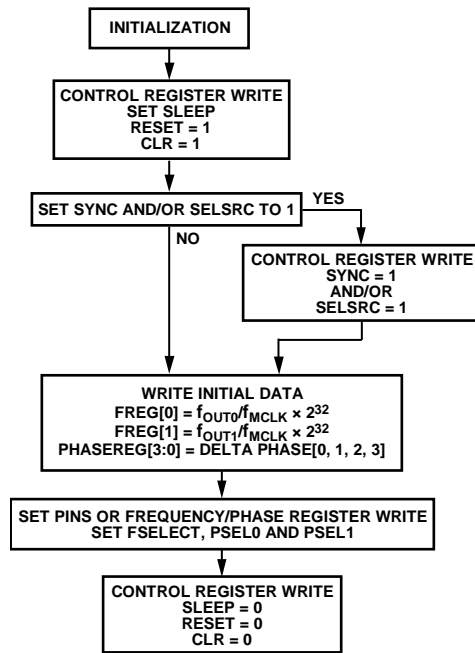 INITIALIZATION
CONTROL REGISTER WRITE
SET SLEEP
RESET = 1
CLR = 1
SET SYNC AND/OR SELSRC TO 1
YES
NO
CONTROL REGISTER WRITE
SYNC = 1
AND/OR
SELSRC = 1
WRITE INITIAL DATA
FREG[0] = fOUT0/fMCLK × 2³²
FREG[1] = fOUT1/fMCLK × 2³²
PHASEREG[3:0] = DELTA PHASE[0, 1, 2, 3]
SET PINS OR FREQUENCY/PHASE REGISTER WRITE
SET FSELECT, PSEL0 AND PSEL1
CONTROL REGISTER WRITE
SLEEP = 0
RESET = 0
CLR = 0